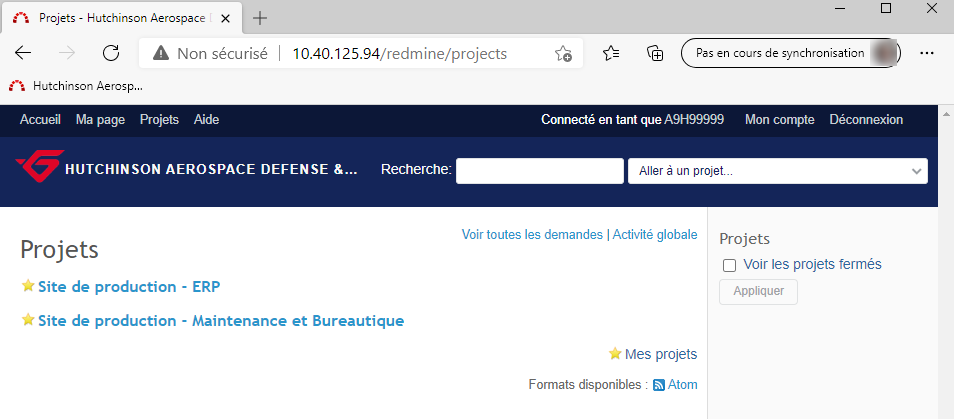 Projets - Hutchinson Aerospace
Non sécurisé 10.40.125.94/redmine/projects Pas en cours de synchronisation
Hutchinson Aerosp...
Accueil Ma page Projets Aide Connecté en tant que A9H99999 Mon compte Déconnexion
HUTCHINSON AEROSPACE DEFENSE &... Recherche: Aller à un projet...
Voir toutes les demandes | Activité globale
Projets
Site de production - ERP
Site de production - Maintenance et Bureautique
Mes projets
Formats disponibles : Atom
Projets
Voir les projets fermés
Appliquer